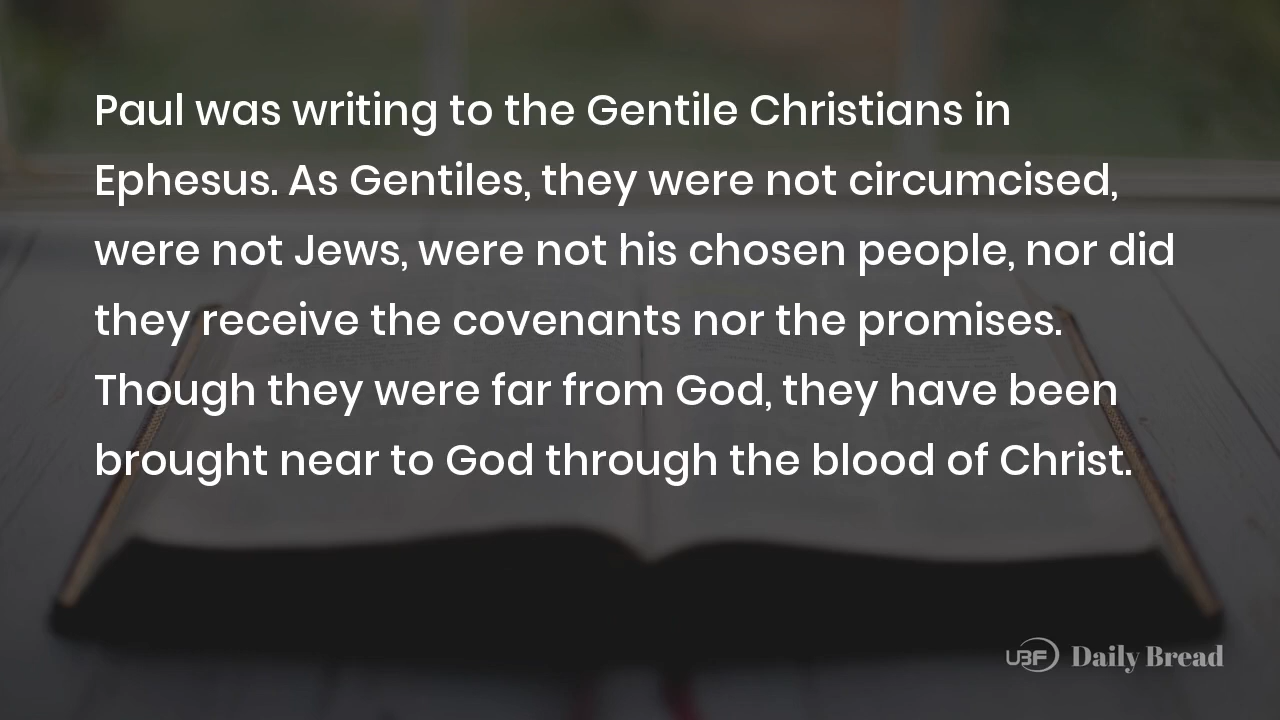 Paul was writing to the Gentile Christians in
Ephesus. As Gentiles, they were not circumcised,
were not Jews, were not his chosen people, nor did
they receive the covenants nor the promises.
Though they were far from God, they have been
brought near to God through the blood of Christ.
UBF Daily Bread